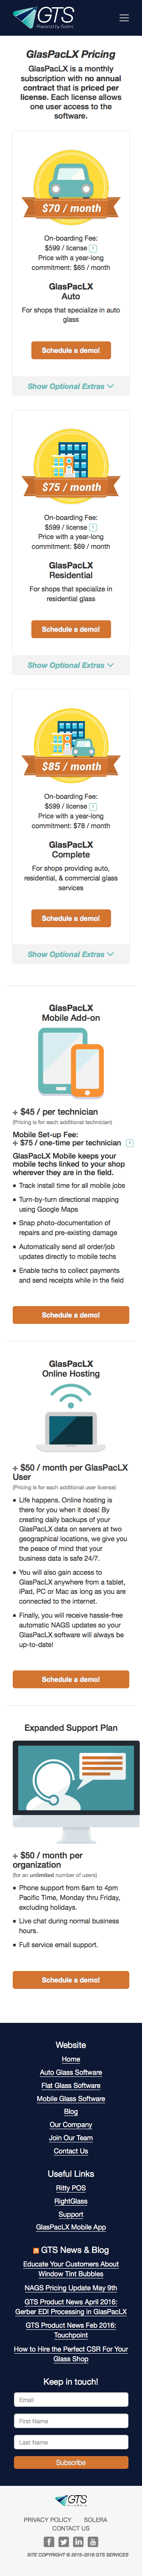 GTS
Powered by Solera
GlasPacLX Pricing
GlasPacLX is a monthly
subscription with no annual
contract that is priced per
license. Each license allows
one user access to the
software.
$70 / month
On-boarding Fee:
$599 / license ?
Price with a year-long
commitment: $65 / month
GlasPacLX
Auto
For shops that specialize in auto
glass
Schedule a demo!
Show Optional Extras
$75 / month
On-boarding Fee:
$599 / license ?
Price with a year-long
commitment: $69 / month
GlasPacLX
Residential
For shops that specialize in
residential glass
Schedule a demo!
Show Optional Extras
$85 / month
On-boarding Fee:
$599 / license ?
Price with a year-long
commitment: $78 / month
GlasPacLX
Complete
For shops providing auto,
residential, & commercial glass
services
Schedule a demo!
Show Optional Extras
GlasPacLX
Mobile Add-on
+ $45 / per technician
(Pricing is for each additional technician)
Mobile Set-up Fee:
+ $75 / one-time per technician ?
GlasPacLX Mobile keeps your
mobile techs linked to your shop
wherever they are in the field.
▪ Track install time for all mobile jobs
▪ Turn-by-turn directional mapping
using Google Maps
▪ Snap photo-documentation of
repairs and pre-existing damage
▪ Automatically send all order/job
updates directly to mobile techs
▪ Enable techs to collect payments
and send receipts while in the field
Schedule a demo!
GlasPacLX
Online Hosting
+ $50 / month per GlasPacLX
User
(Pricing is for each additional user license)
▪ Life happens. Online hosting is
there for you when it does! By
creating daily backups of your
GlasPacLX data on servers at two
geographical locations, we give you
the peace of mind that your
business data is safe 24/7.
▪ You will also gain access to
GlasPacLX anywhere from a tablet,
iPad, PC or Mac as long as you are
connected to the internet.
▪ Finally, you will receive hassle-free
automatic NAGS updates so your
GlasPacLX software will always be
up-to-date!
Schedule a demo!
Expanded Support Plan
+ $50 / month per
organization
(for an unlimited number of users)
▪ Phone support from 6am to 4pm
Pacific Time, Monday thru Friday,
excluding holidays.
▪ Live chat during normal business
hours.
▪ Full service email support.
Schedule a demo!
Website
Home
Auto Glass Software
Flat Glass Software
Mobile Glass Software
Blog
Our Company
Join Our Team
Contact Us
Useful Links
Ritty POS
RightGlass
Support
GlasPacLX Mobile App
GTS News & Blog
Educate Your Customers About
Window Tint Bubbles
NAGS Pricing Update May 9th
GTS Product News April 2016:
Gerber EDI Processing in GlasPacLX
GTS Product News Feb 2016:
Touchpoint
How to Hire the Perfect CSR For Your
Glass Shop
Keep in touch!
Email
First Name
Last Name
Subscribe
GTS
PRIVACY POLICY SOLERA
CONTACT US
SITE COPYRIGHT © 2015-2016 GTS SERVICES